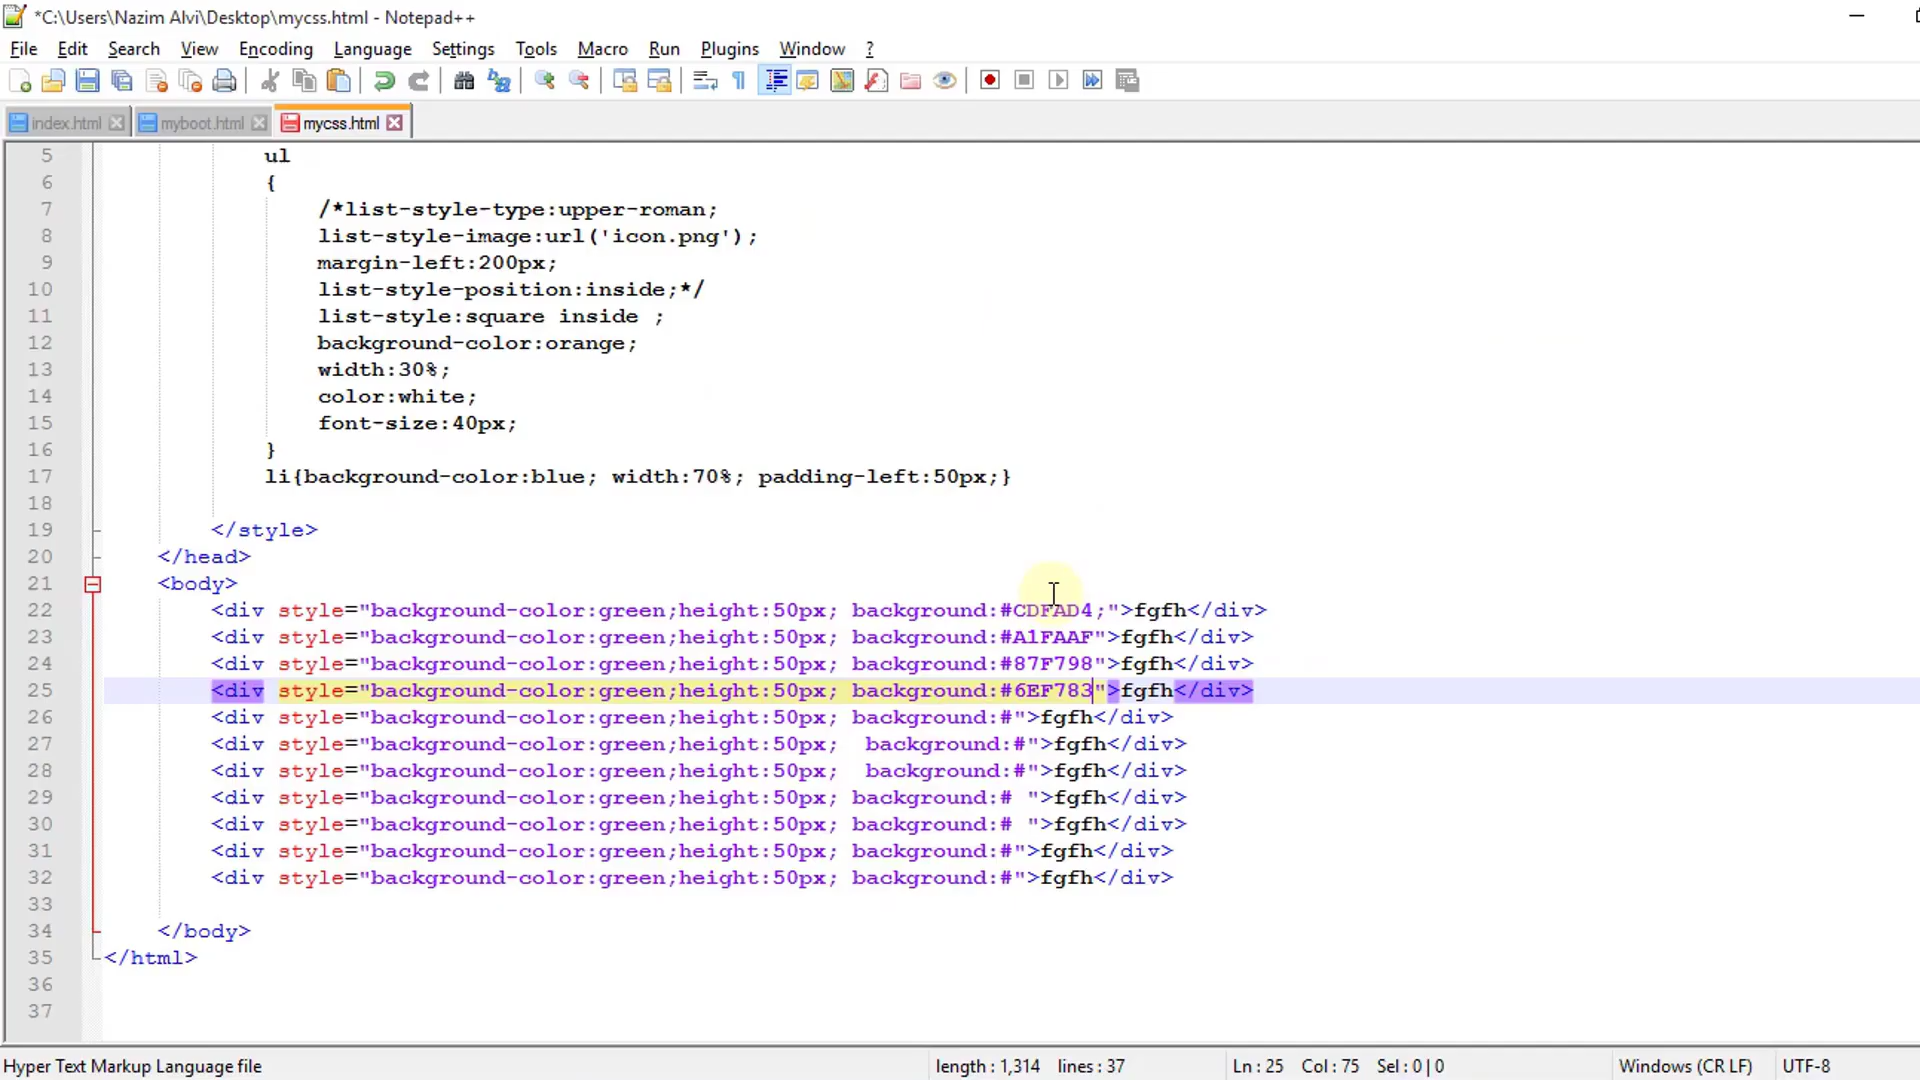 *C:\Users\Nazim Alvi\Desktop\mycss.html - Notepad++
File Edit Search View Encoding Language Settings Tools Macro Run Plugins Window ?
index.html myboot.html mycss.html
5 ul
6 {
7 /*list-style-type:upper-roman;
8 list-style-image:url('icon.png');
9 margin-left:200px;
10 list-style-position:inside;*/
11 list-style:square inside ;
12 background-color:orange;
13 width:30%;
14 color:white;
15 font-size:40px;
16 }
17 li{background-color:blue; width:70%; padding-left:50px;}
18
19 </style>
20 </head>
21 <body>
22 <div style="background-color:green;height:50px; background:#CDFAD4;">fgfh</div>
23 <div style="background-color:green;height:50px; background:#A1FAAF">fgfh</div>
24 <div style="background-color:green;height:50px; background:#87F798">fgfh</div>
25 <div style="background-color:green;height:50px; background:#6EF783">fgfh</div>
26 <div style="background-color:green;height:50px; background:#">fgfh</div>
27 <div style="background-color:green;height:50px;  background:#">fgfh</div>
28 <div style="background-color:green;height:50px;  background:#">fgfh</div>
29 <div style="background-color:green;height:50px; background:# ">fgfh</div>
30 <div style="background-color:green;height:50px; background:# ">fgfh</div>
31 <div style="background-color:green;height:50px; background:#">fgfh</div>
32 <div style="background-color:green;height:50px; background:#">fgfh</div>
33
34 </body>
35 </html>
36
37
Hyper Text Markup Language file length : 1,314 lines : 37 Ln : 25 Col : 75 Sel : 0 | 0 Windows (CR LF) UTF-8